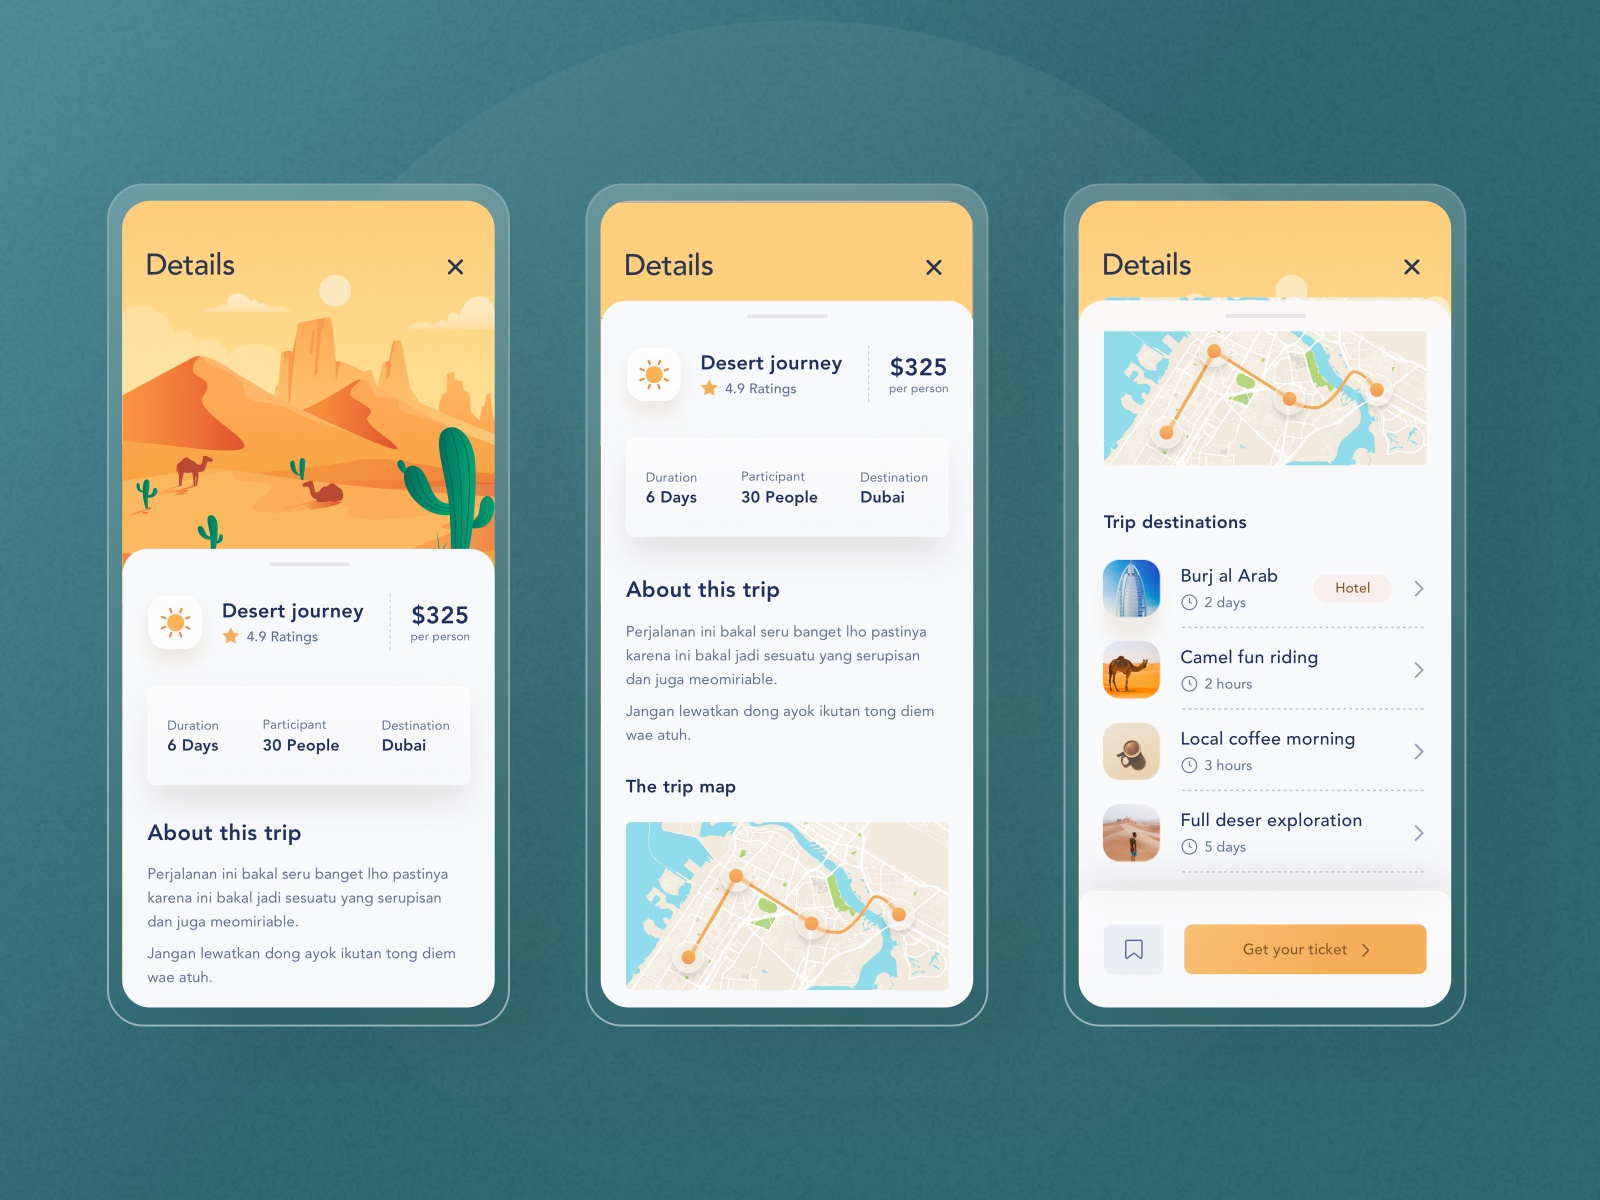 Details
Desert journey
4.9 Ratings
$325
per person
Duration
6 Days
Participant
30 People
Destination
Dubai
About this trip
Perjalanan ini bakal seru banget lho pastinya
karena ini bakal jadi sesuatu yang serupisan
dan juga meomiriable.
Jangan lewatkan dong ayok ikutan tong diem
wae atuh.
Details
Desert journey
4.9 Ratings
$325
per person
Duration
6 Days
Participant
30 People
Destination
Dubai
About this trip
Perjalanan ini bakal seru banget lho pastinya
karena ini bakal jadi sesuatu yang serupisan
dan juga meomiriable.
Jangan lewatkan dong ayok ikutan tong diem
wae atuh.
The trip map
Details
Trip destinations
Burj al Arab
2 days
Hotel
Camel fun riding
2 hours
Local coffee morning
3 hours
Full deser exploration
5 days
Get your ticket